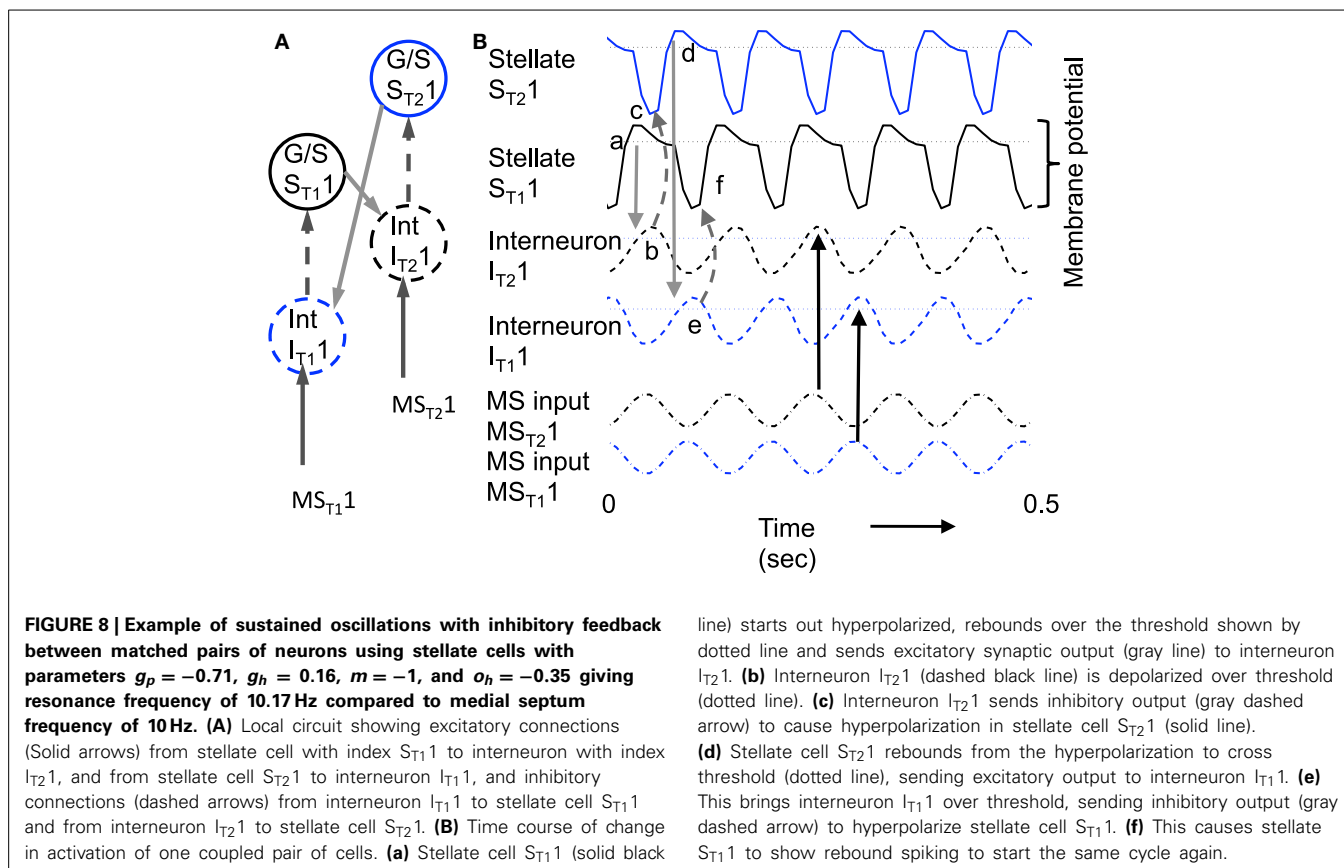 A
G/S
S_T2 1
G/S
S_T1 1
Int
I_T2 1
Int
I_T1 1
MS_T2 1
MS_T1 1
B
Stellate
S_T2 1
Stellate
S_T1 1
Interneuron
I_T2 1
Interneuron
I_T1 1
MS input
MS_T2 1
MS input
MS_T1 1
d
c
a
f
b
e
Membrane potential
0
0.5
Time
(sec)
FIGURE 8 | Example of sustained oscillations with inhibitory feedback
between matched pairs of neurons using stellate cells with
parameters g_p = −0.71, g_h = 0.16, m = −1, and o_h = −0.35 giving
resonance frequency of 10.17 Hz compared to medial septum
frequency of 10 Hz. (A) Local circuit showing excitatory connections
(Solid arrows) from stellate cell with index S_T1 1 to interneuron with index
I_T2 1, and from stellate cell S_T2 1 to interneuron I_T1 1, and inhibitory
connections (dashed arrows) from interneuron I_T1 1 to stellate cell S_T1 1
and from interneuron I_T2 1 to stellate cell S_T2 1. (B) Time course of change
in activation of one coupled pair of cells. (a) Stellate cell S_T1 1 (solid black
line) starts out hyperpolarized, rebounds over the threshold shown by
dotted line and sends excitatory synaptic output (gray line) to interneuron
I_T2 1. (b) Interneuron I_T2 1 (dashed black line) is depolarized over threshold
(dotted line). (c) Interneuron I_T2 1 sends inhibitory output (gray dashed
arrow) to cause hyperpolarization in stellate cell S_T2 1 (solid line).
(d) Stellate cell S_T2 1 rebounds from the hyperpolarization to cross
threshold (dotted line), sending excitatory output to interneuron I_T1 1. (e)
This brings interneuron I_T1 1 over threshold, sending inhibitory output (gray
dashed arrow) to hyperpolarize stellate cell S_T1 1. (f) This causes stellate
S_T1 1 to show rebound spiking to start the same cycle again.